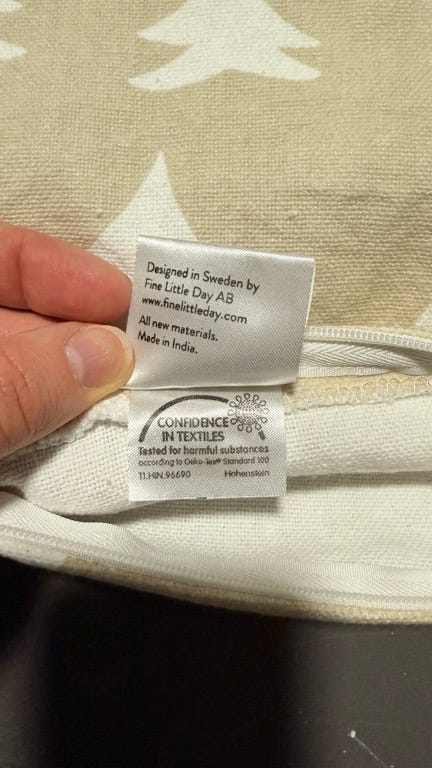 Designed in Sweden by
Fine Little Day AB
www.finelittleday.com
All new materials.
Made in India.
CONFIDENCE
IN TEXTILES
Tested for harmful substances
according to Oeko-Tex® Standard 100
11.HIN.96690 Hohenstein